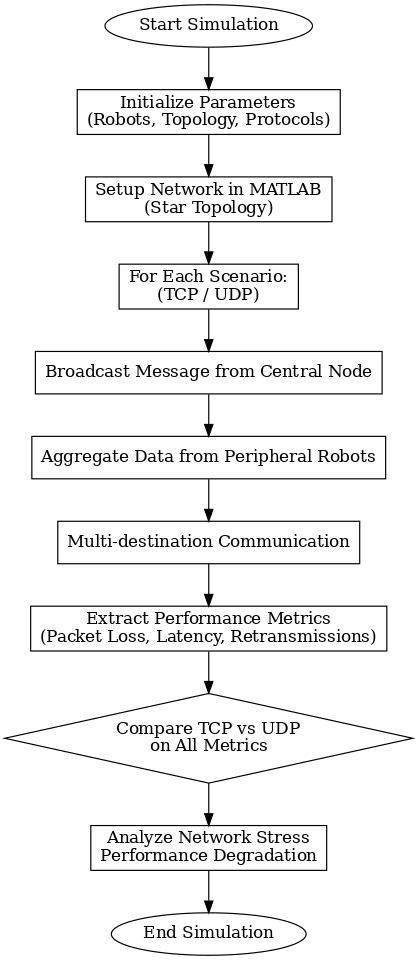 Start Simulation
Initialize Parameters
(Robots, Topology, Protocols)
Setup Network in MATLAB
(Star Topology)
For Each Scenario:
(TCP / UDP)
Broadcast Message from Central Node
Aggregate Data from Peripheral Robots
Multi-destination Communication
Extract Performance Metrics
(Packet Loss, Latency, Retransmissions)
Compare TCP vs UDP
on All Metrics
Analyze Network Stress
Performance Degradation
End Simulation